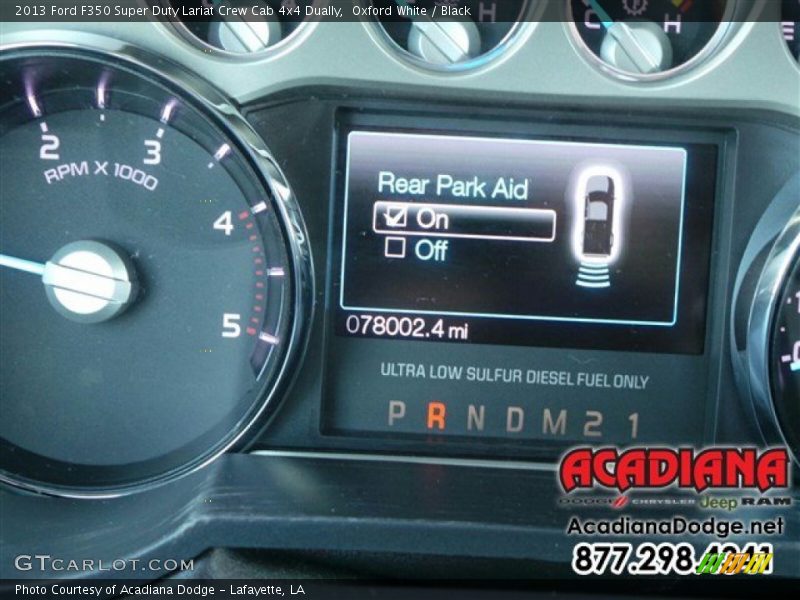 2013 Ford F350 Super Duty Lariat Crew Cab 4x4 Dually,  Oxford White / Black
C H
H
2 3 4 5
RPM X 1000
Rear Park Aid
On
Off
078002.4 mi
ULTRA LOW SULFUR DIESEL FUEL ONLY
P R N D M 2 1
ACADIANA
DODGE CHRYSLER Jeep RAM
AcadianaDodge.net
877.298.
GTCARLOT.COM
Photo Courtesy of Acadiana Dodge - Lafayette, LA